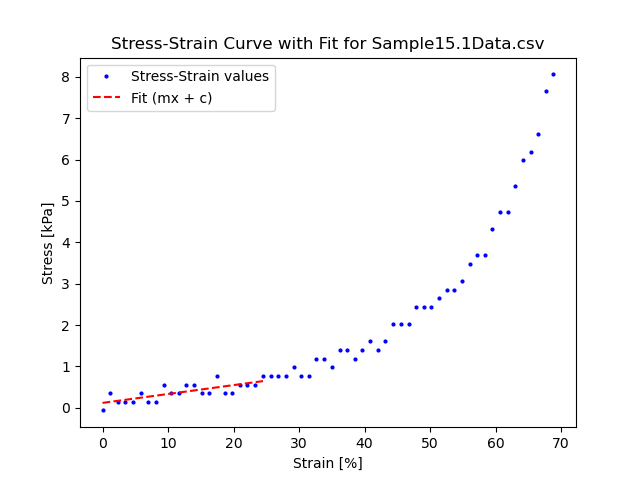 Stress-Strain Curve with Fit for Sample15.1Data.csv
Stress-Strain values
Fit (mx + c)
8
7
6
5
4
3
2
1
0
Stress [kPa]
0 10 20 30 40 50 60 70
Strain [%]